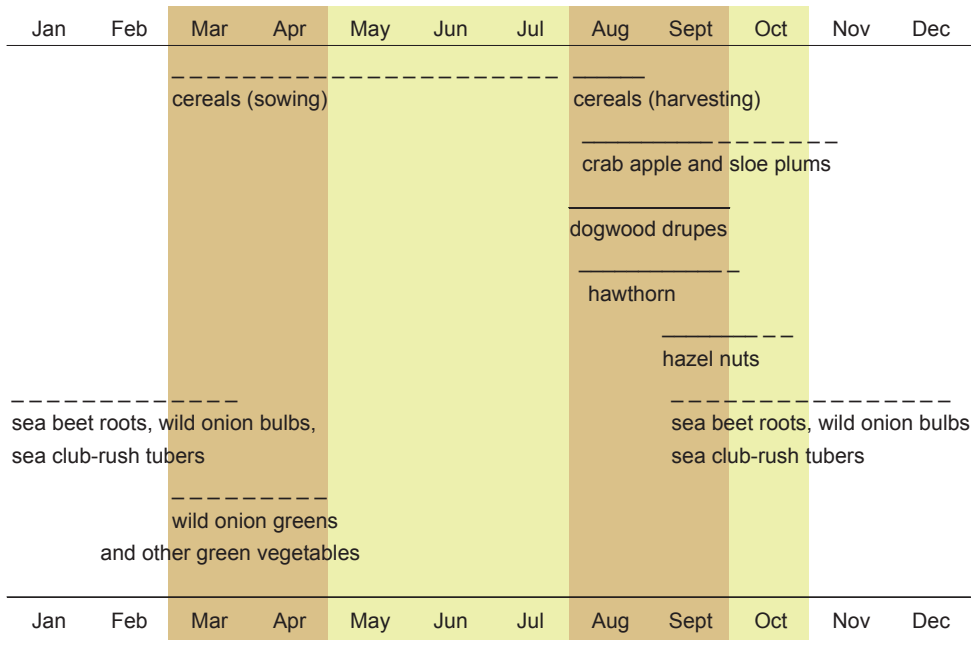 Jan Feb Mar Apr May Jun Jul Aug Sept Oct Nov Dec
cereals (sowing)
cereals (harvesting)
crab apple and sloe plums
dogwood drupes
hawthorn
hazel nuts
sea beet roots, wild onion bulbs,
sea club-rush tubers
sea beet roots, wild onion bulbs
sea club-rush tubers
wild onion greens
and other green vegetables
Jan Feb Mar Apr May Jun Jul Aug Sept Oct Nov Dec